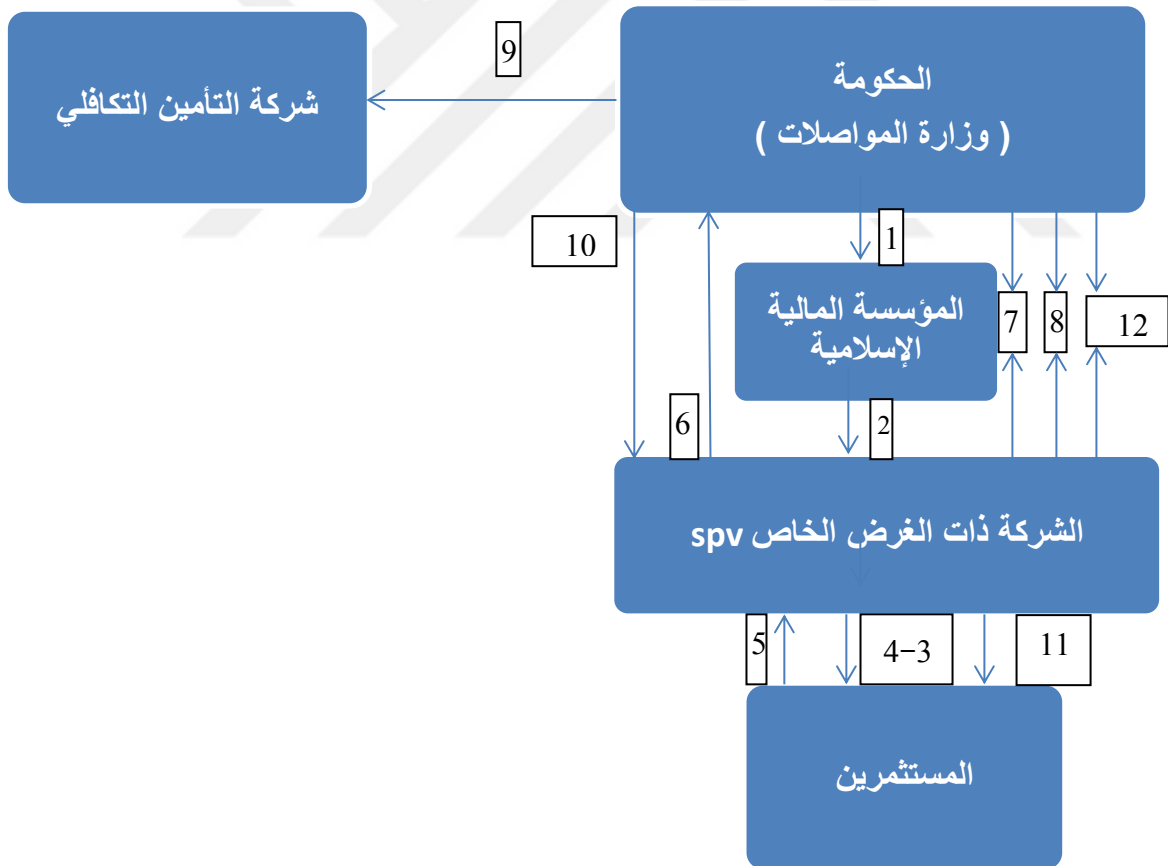 9
الحكومة
( وزارة المواصلات )
شركة التأمين التكافلي
10
1
المؤسسة المالية
الإسلامية
7
8
12
6
2
الشركة ذات الغرض الخاص spv
5
4-3
11
المستثمرين